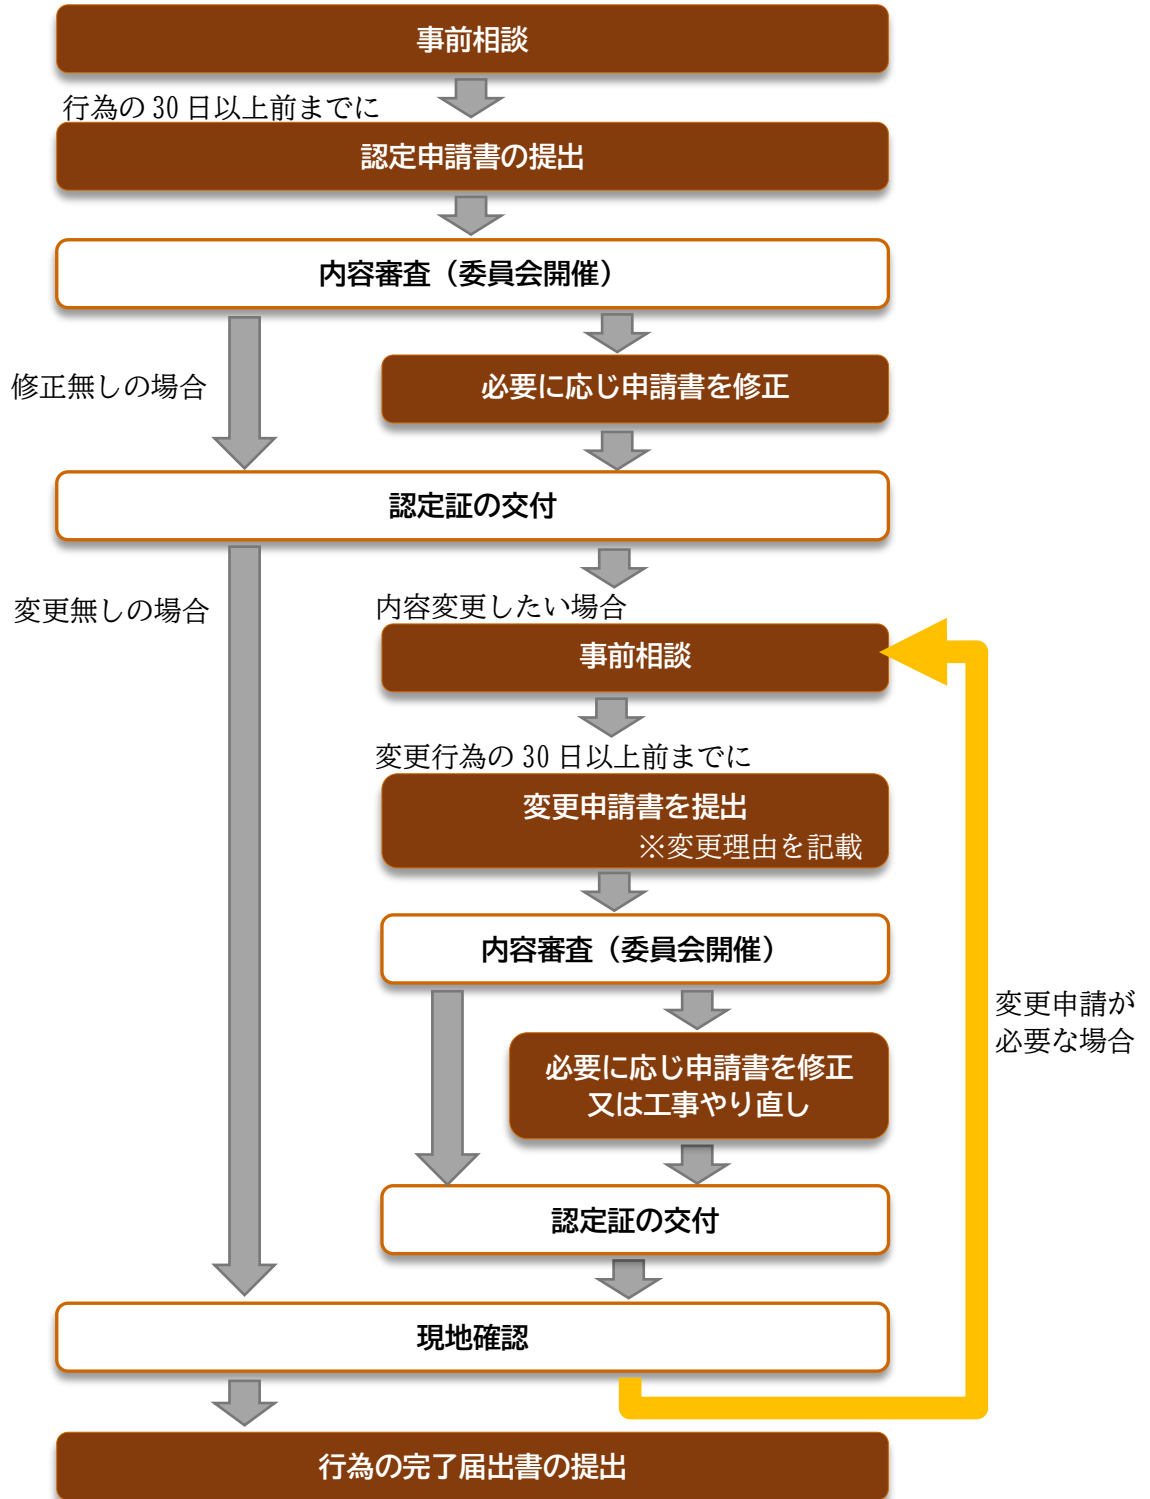 事前相談
行為の 30 日以上前までに
認定申請書の提出
内容審査（委員会開催）
修正無しの場合
必要に応じ申請書を修正
認定証の交付
変更無しの場合
内容変更したい場合
事前相談
変更行為の 30 日以上前までに
変更申請書を提出
※変更理由を記載
内容審査（委員会開催）
変更申請が
必要な場合
必要に応じ申請書を修正
又は工事やり直し
認定証の交付
現地確認
行為の完了届出書の提出